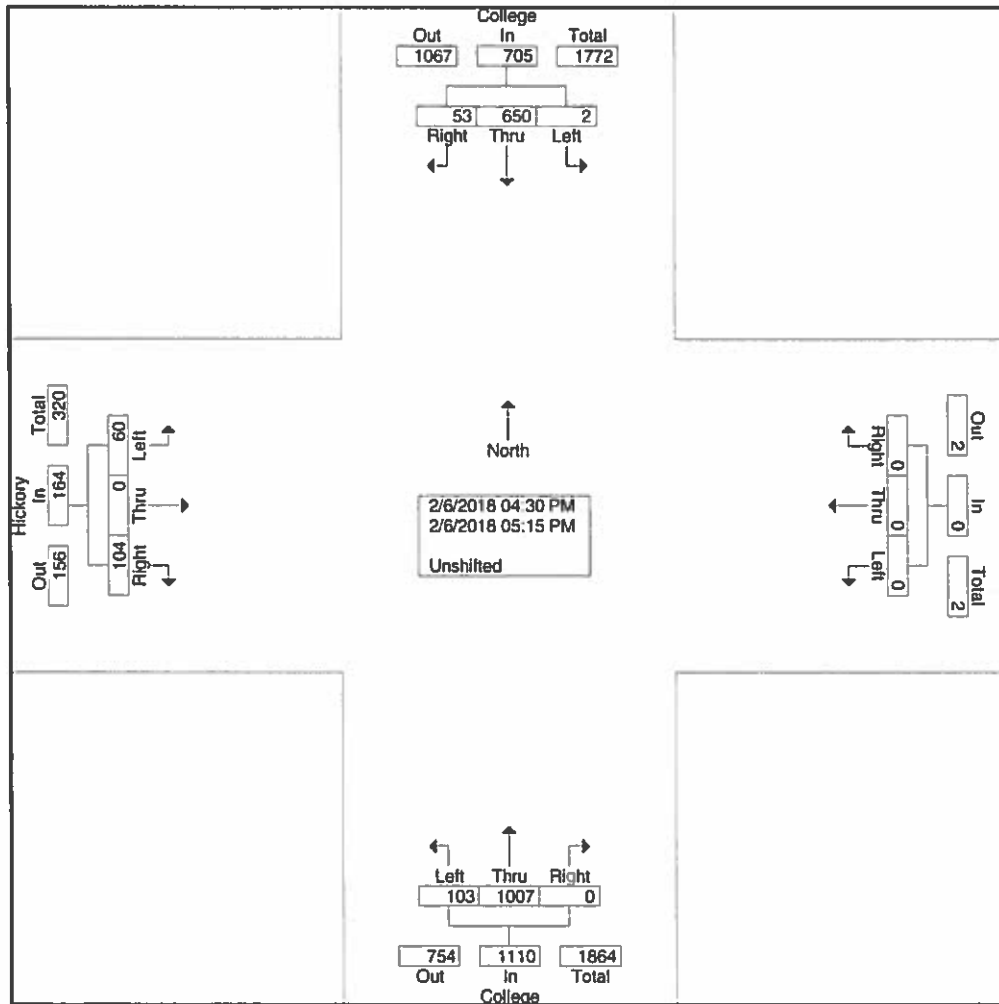 College
Out In Total
1067 705 1772
53 650 2
Right Thru Left
Hickory
Total In Out
320 164 156
60 0 104
Left Thru Right
North
2/6/2018 04:30 PM
2/6/2018 05:15 PM
Unshifted
Right Thru Left
0 0 0
Out In Total
2 0 2
Left Thru Right
103 1007 0
754 1110 1864
Out In Total
College